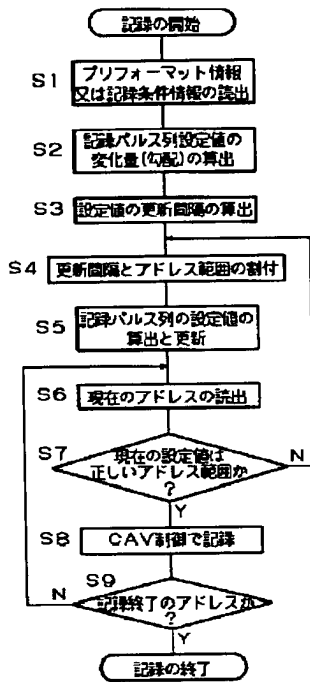 記録の開始
S1
プリフォーマット情報
又は記録条件情報の読出
S2
記録パルス列設定値の
変化量(勾配)の算出
S3
設定値の更新間隔の算出
S4
更新間隔とアドレス範囲の割付
S5
記録パルス列の設定値の
算出と更新
S6
現在のアドレスの読出
S7
現在の設定値は
正しいアドレス範囲か
?
N
Y
S8
CAV制御で記録
S9
N
記録終了のアドレスか
?
Y
記録の終了